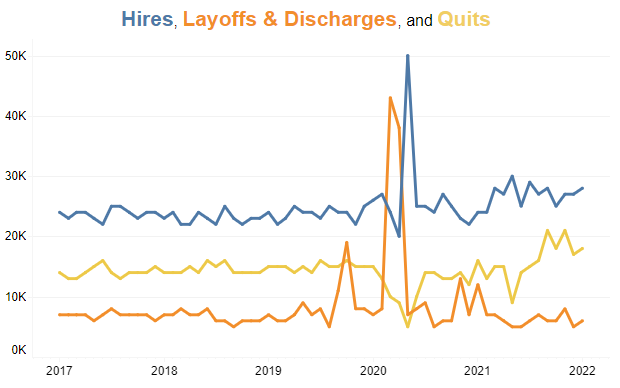 Hires, Layoffs & Discharges, and Quits
50K
40K
30K
20K
10K
0K
2017 2018 2019 2020 2021 2022